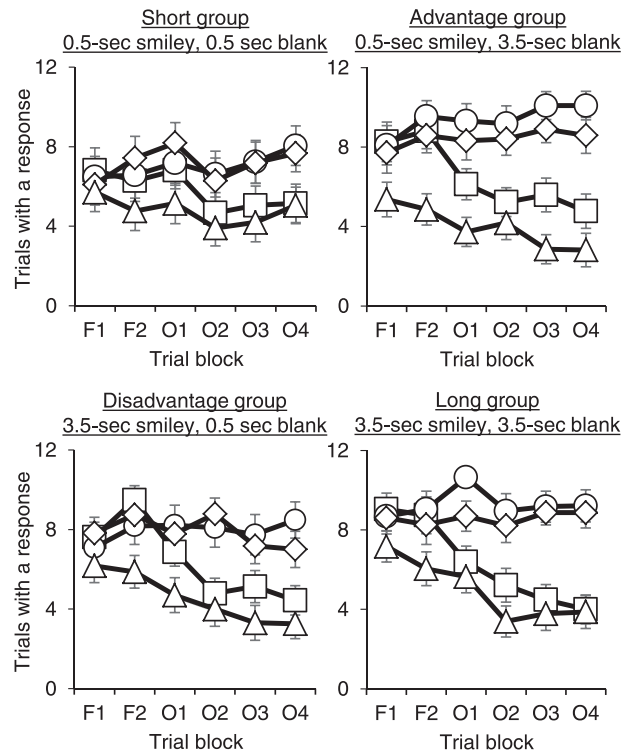 Short group
0.5-sec smiley, 0.5 sec blank
12
8
4
0
Trials with a response
F1 F2 O1 O2 O3 O4
Trial block
Advantage group
0.5-sec smiley, 3.5-sec blank
12
8
4
0
F1 F2 O1 O2 O3 O4
Trial block
Disadvantage group
3.5-sec smiley, 0.5 sec blank
12
8
4
0
Trials with a response
F1 F2 O1 O2 O3 O4
Trial block
Long group
3.5-sec smiley, 3.5-sec blank
12
8
4
0
F1 F2 O1 O2 O3 O4
Trial block